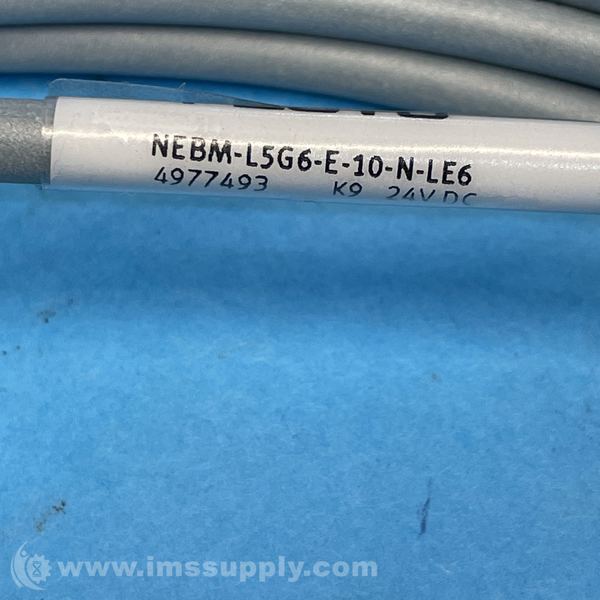 NEBM-L5G6-E-10-N-LE6
4977493 K9 24V DC
www.imssupply.com